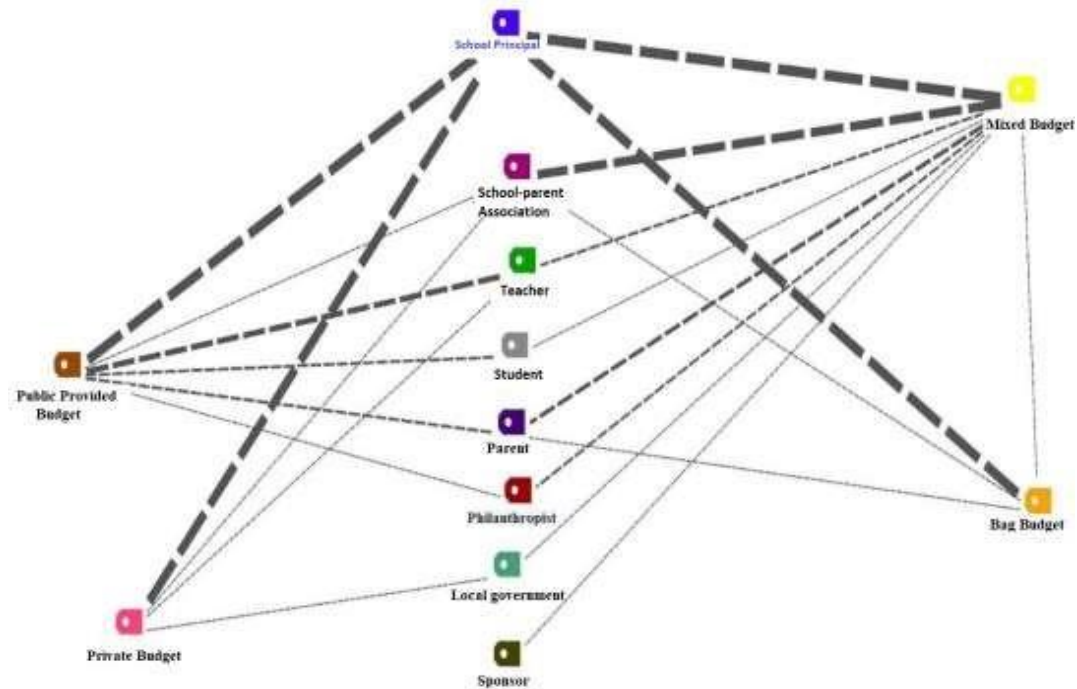 School Principal
Mixed Budget
School-parent
Association
Teacher
Student
Public Provided
Budget
Parent
Philanthropist
Bag Budget
Local government
Private Budget
Sponsor